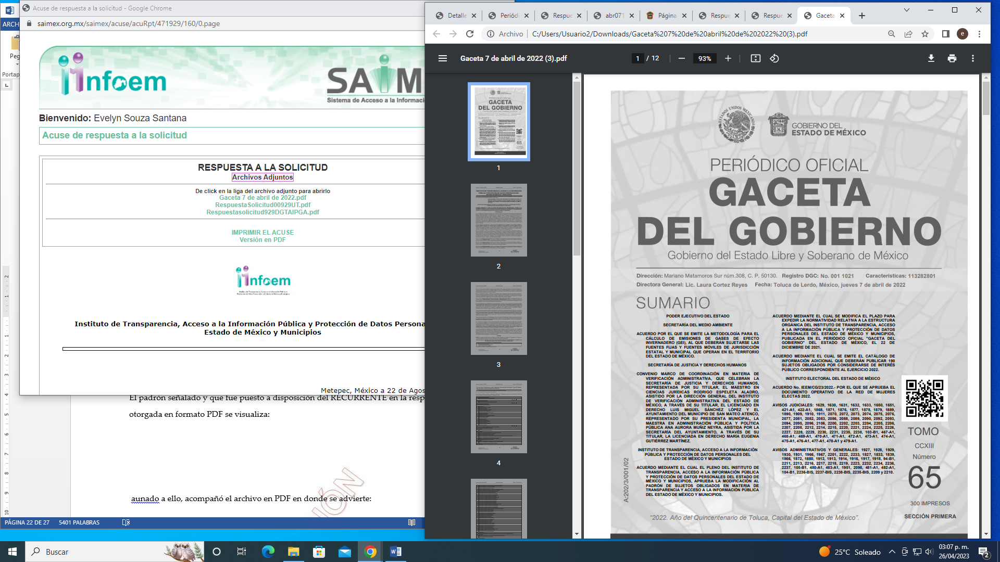 Acuse de respuesta a la solicitud - Google Chrome
saimex.org.mx/saimex/acuse/acuRpt/471929/160/0.page
ARCH
Peg
Portap
infoem
SAIM
Sistema de Acceso a la Informaci
Bienvenido: Evelyn Souza Santana
Acuse de respuesta a la solicitud
RESPUESTA A LA SOLICITUD
Archivos Adjuntos
De click en la liga del archivo adjunto para abrirlo
Gaceta 7 de abril de 2022.pdf
RespuestaSolicitud00929UT.pdf
Respuestasolicitud929DGTAIPGA.pdf
IMPRIMIR EL ACUSE
Versión en PDF
infoem
Instituto de Transparencia, Acceso a la Información Pública y Protección de Datos Persona
Estado de México y Municipios
Metepec, México a 22 de Agos
El padrón señalado y que fue puesto a disposición del RECURRENTE en la resp
otorgada en formato PDF se visualiza:
IÓN
aunado a ello, acompañó el archivo en PDF en donde se advierte:
PÁGINA 22 DE 27 5401 PALABRAS
Detalle
Periódi
Respue
abr071
Página
Respue
Respue
Gaceta
Archivo C:/Users/Usuario2/Downloads/Gaceta%207%20de%20abril%20de%202022%20(3).pdf
e
Gaceta 7 de abril de 2022 (3).pdf
1 / 12
93%
1
2
3
4
ESTADOS UNIDOS MEXICANOS
GOBIERNO DEL
ESTADO DE MÉXICO
PERIÓDICO OFICIAL
GACETA
DEL GOBIERNO
Gobierno del Estado Libre y Soberano de México
Dirección: Mariano Matamoros Sur núm.308, C. P. 50130. Registro DGC: No. 001 1021 Características: 113282801
Directora General: Lic. Laura Cortez Reyes Fecha: Toluca de Lerdo, México, jueves 7 de abril de 2022
SUMARIO
PODER EJECUTIVO DEL ESTADO
SECRETARÍA DEL MEDIO AMBIENTE
ACUERDO POR EL QUE SE EMITE LA METODOLOGÍA PARA EL
CÁLCULO DE EMISIONES DE GASES DE EFECTO
INVERNADERO (GEI), AL QUE DEBERÁN SUJETARSE LAS
FUENTES FIJAS Y FUENTES MÓVILES DE JURISDICCIÓN
ESTATAL Y MUNICIPAL QUE OPERAN EN EL TERRITORIO
DEL ESTADO DE MÉXICO.
SECRETARÍA DE JUSTICIA Y DERECHOS HUMANOS
CONVENIO MARCO DE COORDINACIÓN EN MATERIA DE
VERIFICACIÓN ADMINISTRATIVA, QUE CELEBRAN LA
SECRETARÍA DE JUSTICIA Y DERECHOS HUMANOS,
REPRESENTADA POR SU TITULAR, EL MAESTRO EN
CIENCIAS JURÍDICAS RODRIGO ESPELETA ALADRO,
ASISTIDO POR LA DIRECCIÓN GENERAL DEL INSTITUTO
DE VERIFICACIÓN ADMINISTRATIVA DEL ESTADO DE
MÉXICO, A TRAVÉS DE SU TITULAR, EL LICENCIADO EN
DERECHO LUIS MIGUEL SÁNCHEZ LÓPEZ Y EL
AYUNTAMIENTO DEL MUNICIPIO DE SAN MATEO ATENCO,
REPRESENTADO POR SU PRESIDENTA MUNICIPAL, LA
MAESTRA EN ADMINISTRACIÓN PÚBLICA Y POLÍTICA
PÚBLICA ANA AURORA MUÑIZ NEYRA, ASISTIDA POR LA
SECRETARÍA DEL AYUNTAMIENTO, A TRAVÉS DE SU
TITULAR, LA LICENCIADA EN DERECHO MARÍA EUGENIA
GUTIÉRREZ MARTÍNEZ.
INSTITUTO DE TRANSPARENCIA, ACCESO A LA INFORMACIÓN
PÚBLICA Y PROTECCIÓN DE DATOS PERSONALES DEL
ESTADO DE MÉXICO Y MUNICIPIOS
ACUERDO MEDIANTE EL CUAL EL PLENO DEL INSTITUTO DE
TRANSPARENCIA, ACCESO A LA INFORMACIÓN PÚBLICA
Y PROTECCIÓN DE DATOS PERSONALES DEL ESTADO DE
MÉXICO Y MUNICIPIOS, APRUEBA LA MODIFICACIÓN AL
PADRÓN DE SUJETOS OBLIGADOS EN MATERIA DE
TRANSPARENCIA Y ACCESO A LA INFORMACIÓN PÚBLICA
DEL ESTADO DE MÉXICO Y MUNICIPIOS.
ACUERDO MEDIANTE EL CUAL SE MODIFICA EL PLAZO PARA
EXPEDIR LA NORMATIVIDAD RELATIVA A LA ESTRUCTURA
ORGÁNICA DEL INSTITUTO DE TRANSPARENCIA, ACCESO
A LA INFORMACIÓN PÚBLICA Y PROTECCIÓN DE DATOS
PERSONALES DEL ESTADO DE MÉXICO Y MUNICIPIOS,
PUBLICADA EN EL PERIÓDICO OFICIAL "GACETA DEL
GOBIERNO" DEL ESTADO DE MÉXICO, EL 22 DE
DICIEMBRE DE 2021.
ACUERDO MEDIANTE EL CUAL SE EMITE EL CATÁLOGO DE
INFORMACIÓN ADICIONAL QUE DEBERÁN PUBLICAR 190
SUJETOS OBLIGADOS POR CONSIDERARSE DE INTERÉS
PÚBLICO CORRESPONDIENTE AL EJERCICIO 2022.
INSTITUTO ELECTORAL DEL ESTADO DE MÉXICO
ACUERDO No. IEEM/CG/23/2022.- POR EL QUE SE APRUEBA EL
DOCUMENTO OPERATIVO DE LA RED DE MUJERES
ELECTAS 2022.
AVISOS JUDICIALES: 1629, 1630, 1631, 1632, 1633, 1650, 1651,
421-A1, 422-A1, 1868, 1871, 1876, 1877, 1878, 1879, 1889,
1890, 1909, 1910, 1911, 2070, 2072, 2073, 2074, 2075, 2076,
2077, 2081, 2082, 2083, 2086, 2088, 2089, 2090, 2092, 2093,
2094, 2095, 2096, 2106, 2200, 2202, 2203, 2204, 2205, 2206,
2207, 2208, 2212, 2214, 2215, 2220, 2221, 2224, 2225, 2226,
2227, 2228, 2229, 2230, 2231, 2235, 2238, 103-B1, 467-A1,
468-A1, 469-A1, 470-A1, 471-A1, 472-A1, 473-A1, 474-A1,
475-A1, 476-A1, 477-A1, 478-A1 y 479-A1.
AVISOS ADMINISTRATIVOS Y GENERALES: 1927, 1928, 1929,
1930, 1931, 1966, 1967, 2201, 2222, 2233, 1827, 1833, 1839,
1866, 1872, 1880, 1912, 1913, 1914, 1916, 1917, 1918, 94-B1,
2211, 2213, 2216, 2217, 2218, 2219, 2223, 2232, 2234, 2236,
2237, 105-B1, 480-A1, 483-A1, 1951, 2098, 481-A1, 482-A1,
104-B1, 2236-BIS, 2237-BIS, 2238-BIS, 2235-BIS, 2209 y 2210.
TOMO
CCXIII
Número
65
300 IMPRESOS
SECCIÓN PRIMERA
A:202/3/001/02
"2022. Año del Quincentenario de Toluca, Capital del Estado de México".
Buscar
25°C Soleado
03:07 p. m.
26/04/2023
2